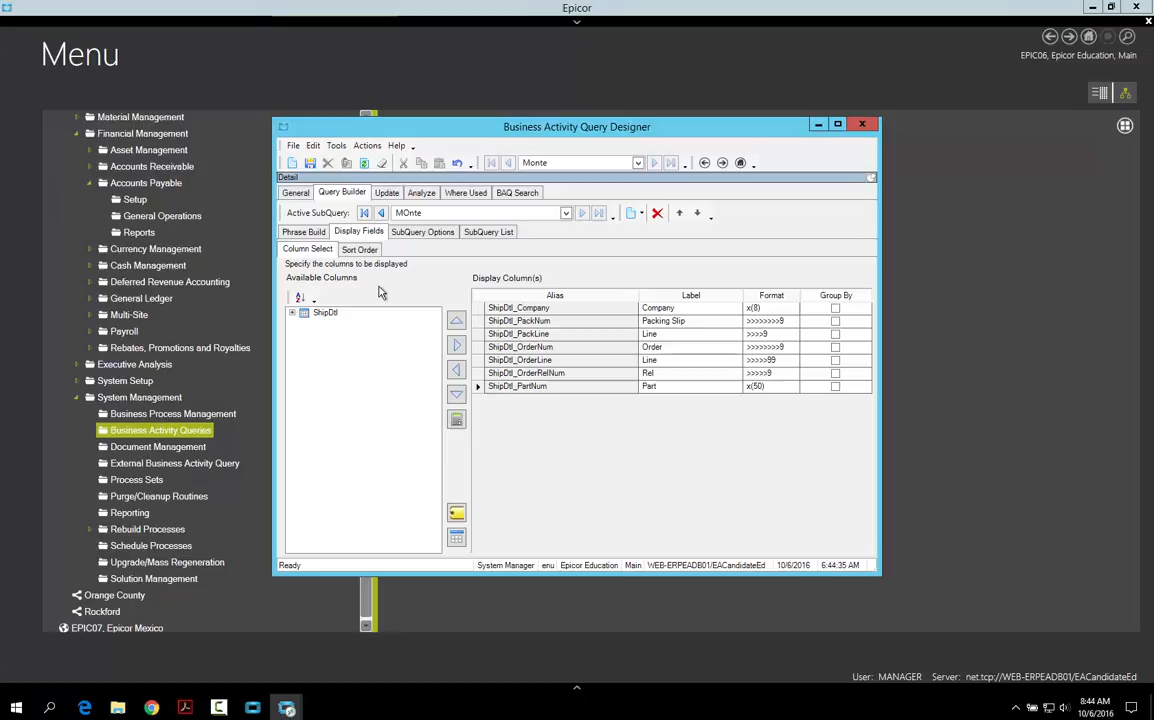 Epicor
Menu
EPIC06, Epicor Education, Main
Material Management
Financial Management
Asset Management
Accounts Receivable
Accounts Payable
Setup
General Operations
Reports
Currency Management
Cash Management
Deferred Revenue Accounting
General Ledger
Multi-Site
Payroll
Rebates, Promotions and Royalties
Executive Analysis
System Setup
System Management
Business Process Management
Business Activity Queries
Document Management
External Business Activity Query
Process Sets
Purge/Cleanup Routines
Reporting
Rebuild Processes
Schedule Processes
Upgrade/Mass Regeneration
Solution Management
Orange County
Rockford
EPIC07, Epicor Mexico
Business Activity Query Designer
File Edit Tools Actions Help
Monte
Detail
General Query Builder Update Analyze Where Used BAQ Search
Active SubQuery: MOnte
Phrase Build Display Fields SubQuery Options SubQuery List
Column Select Sort Order
Specify the columns to be displayed
Available Columns
ShipDtl
Display Column(s)
Alias Label Format Group By
ShipDtl_Company Company x(8)
ShipDtl_PackNum Packing Slip >>>>>>>>9
ShipDtl_PackLine Line >>>>9
ShipDtl_OrderNum Order >>>>>>>>9
ShipDtl_OrderLine Line >>>>>99
ShipDtl_OrderRelNum Rel >>>>>9
ShipDtl_PartNum Part x(50)
Ready System Manager enu Epicor Education Main WEB-ERPEADB01/EACandidateEd 10/6/2016 6:44:35 AM
User: MANAGER Server: net.tcp://WEB-ERPEADB01/EACandidateEd
8:44 AM
10/6/2016